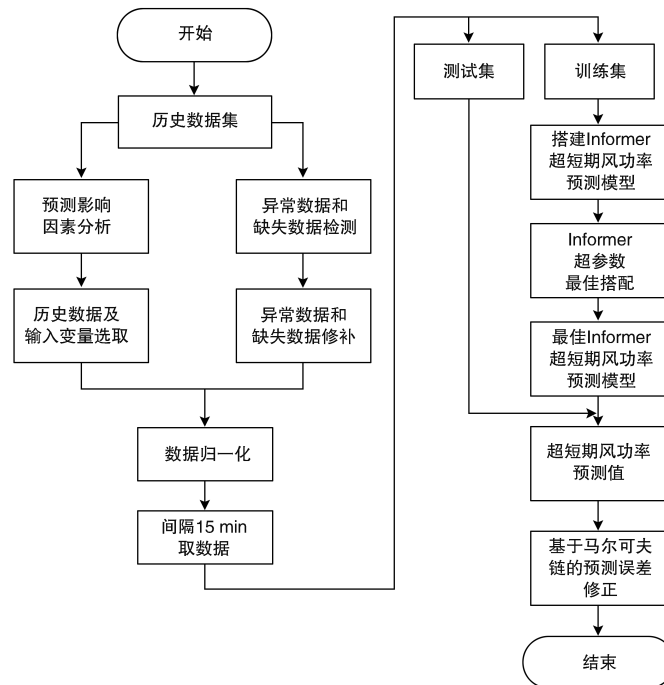 开始
历史数据集
预测影响
因素分析
异常数据和
缺失数据检测
历史数据及
输入变量选取
异常数据和
缺失数据修补
数据归一化
间隔15 min
取数据
测试集
训练集
搭建Informer
超短期风功率
预测模型
Informer
超参数
最佳搭配
最佳Informer
超短期风功率
预测模型
超短期风功率
预测值
基于马尔可夫
链的预测误差
修正
结束